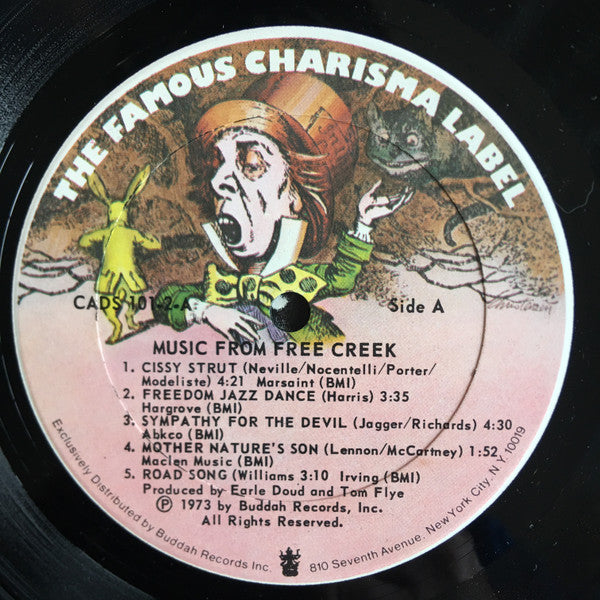 THE FAMOUS CHARISMA LABEL
CADS 101-2-A
Side A
MUSIC FROM FREE CREEK
1. CISSY STRUT (Neville/Nocentelli/Porter/
Modeliste) 4:21 Marsaint (BMI)
2. FREEDOM JAZZ DANCE (Harris) 3:35
Hargrove (BMI)
3. SYMPATHY FOR THE DEVIL (Jagger/Richards) 4:30
Abkco (BMI)
4. MOTHER NATURE'S SON (Lennon/McCartney) 1:52
Maclen Music (BMI)
5. ROAD SONG (Williams 3:10 Irving (BMI)
Produced by Earle Doud and Tom Flye
℗ 1973 by Buddah Records, Inc.
All Rights Reserved.
Exclusively Distributed by Buddah Records Inc. 810 Seventh Avenue, New York City, N.Y. 10019